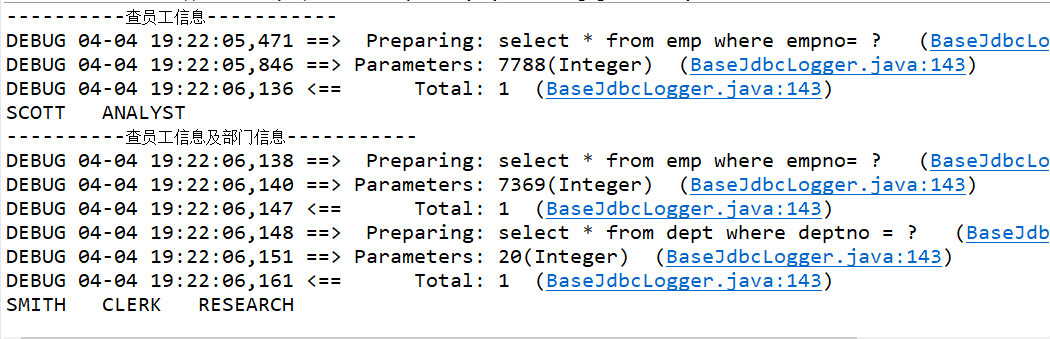 ----------查员工信息-----------
DEBUG 04-04 19:22:05,471 ==>  Preparing: select * from emp where empno= ?   (BaseJdbcLo
DEBUG 04-04 19:22:05,846 ==> Parameters: 7788(Integer)  (BaseJdbcLogger.java:143)
DEBUG 04-04 19:22:06,136 <==      Total: 1  (BaseJdbcLogger.java:143)
SCOTT   ANALYST
----------查员工信息及部门信息-----------
DEBUG 04-04 19:22:06,138 ==>  Preparing: select * from emp where empno= ?   (BaseJdbcLo
DEBUG 04-04 19:22:06,140 ==> Parameters: 7369(Integer)  (BaseJdbcLogger.java:143)
DEBUG 04-04 19:22:06,147 <==      Total: 1  (BaseJdbcLogger.java:143)
DEBUG 04-04 19:22:06,148 ==>  Preparing: select * from dept where deptno = ?   (BaseJdb
DEBUG 04-04 19:22:06,151 ==> Parameters: 20(Integer)  (BaseJdbcLogger.java:143)
DEBUG 04-04 19:22:06,161 <==      Total: 1  (BaseJdbcLogger.java:143)
SMITH   CLERK   RESEARCH